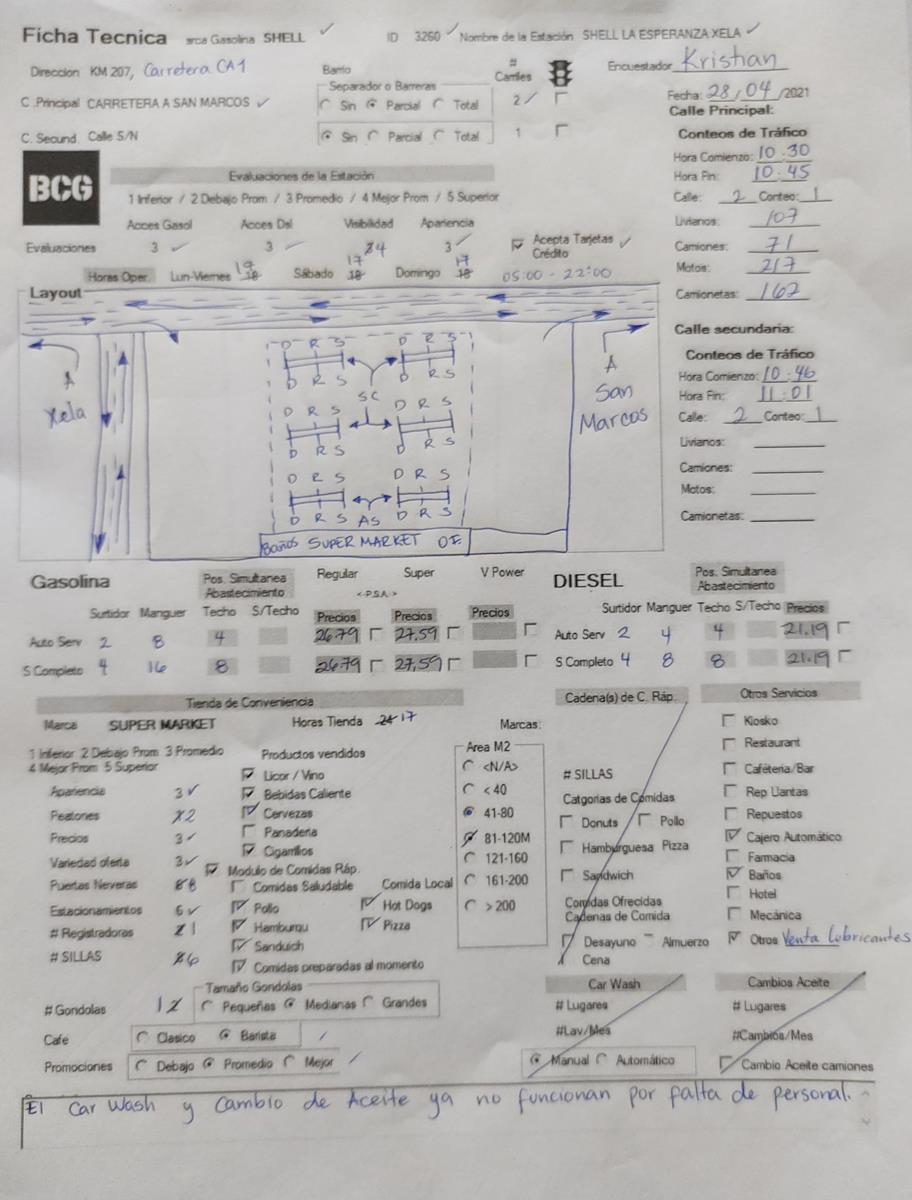 Ficha Tecnica arca Gasolina SHELL ID 3260 Nombre de la Estación SHELL LA ESPERANZA XELA
Direccion KM 207, Carretera CA1 Barrio # Carriles Encuestador Kristian
Separador o Barreras
C. Principal CARRETERA A SAN MARCOS Sin Parcial Total 2 Fecha: 28/04/2021
C. Secund. Calle S/N Sin Parcial Total 1
Calle Principal:
Conteos de Tráfico
Hora Comienzo: 10:30
Hora Fin: 10:45
Calle: 2 Conteo: 1
Livianos: 107
Camiones: 71
Motos: 217
Camionetas: 162
BCG
Evaluaciones de la Estación
1 Inferior / 2 Debajo Prom / 3 Promedio / 4 Mejor Prom / 5 Superior
Acces Gasol Acces Dsl Visibilidad Apariencia
Evaluaciones 3 3 4 3 Acepta Tarjetas Crédito
Horas Oper. Lun-Viernes 18 Sábado 17 18 Domingo 17 18 05:00 - 22:00
Layout
Calle secundaria:
Conteos de Tráfico
Hora Comienzo: 10:46
Hora Fin: 11:01
Calle: 2 Conteo: 1
Livianos:
Camiones:
Motos:
Camionetas:
D R S D R S
A Xela
D R S D R S
A San Marcos
SC
D R S D R S
D R S D R S
D R S D R S
D R S AS D R S
Baños SUPER MARKET OF
Gasolina Pos. Simultanea Abastecimiento Regular Super V Power
<-P.S.A.->
Surtidor Manguer Techo S/Techo Precios Precios Precios
Auto Serv 2 8 4 26.79 27.59
S Completo 4 16 8 26.79 27.59
DIESEL Pos. Simultanea Abastecimiento
Surtidor Manguer Techo S/Techo Precios
Auto Serv 2 4 4 21.19
S Completo 4 8 8 21.19
Tienda de Conveniencia
Marca SUPER MARKET Horas Tienda 24 17 Marcas:
1 Inferior 2 Debajo Prom 3 Promedio
4 Mejor Prom 5 Superior
Apariencia 3
Peatones 2
Precios 3
Variedad oferta 3
Puertas Neveras 8
Estacionamientos 6
# Registradoras 1
# SILLAS 6
Productos vendidos
Licor / Vino
Bebidas Caliente
Cervezas
Panaderia
Cigarrillos
Modulo de Comidas Ráp.
Comidas Saludable Comida Local
Pollo Hot Dogs
Hamburgu Pizza
Sanduich
Comidas preparadas al momento
Area M2
<N/A>
< 40
41-80
81-120M
121-160
161-200
> 200
Tamaño Gondolas
# Gondolas 1 2 Pequeñas Medianas Grandes
Café Clasico Barista
Promociones Debajo Promedio Mejor
Cadena(s) de C. Ráp.
# SILLAS
Catgorias de Comidas
Donuts Pollo
Hamburguesa Pizza
Sandwich
Comidas Ofrecidas
Cadenas de Comida
Desayuno Almuerzo
Cena
Otros Servicios
Kiosko
Restaurant
Cafeteria/Bar
Rep Llantas
Repuestos
Cajero Automático
Farmacia
Baños
Hotel
Mecánica
Otros Venta Lubricantes
Car Wash
# Lugares
#Lav/Mes
Manual Automático
Cambios Aceite
# Lugares
#Cambios/Mes
Cambio Aceite camiones
El Car Wash y Cambio de Aceite ya no funcionan por falta de personal.